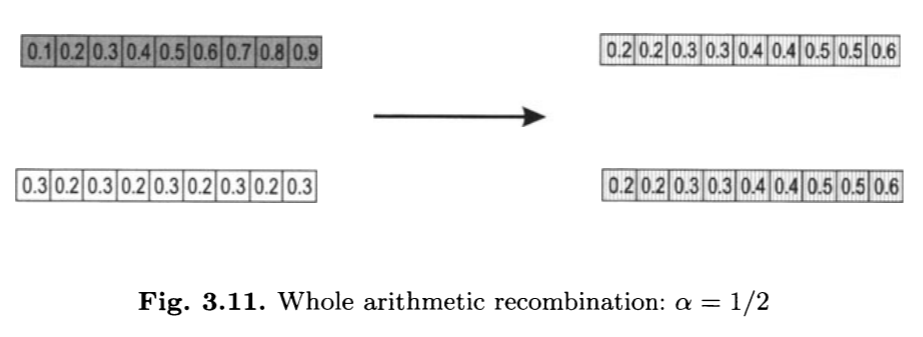 0.1 0.2 0.3 0.4 0.5 0.6 0.7 0.8 0.9
0.2 0.2 0.3 0.3 0.4 0.4 0.5 0.5 0.6
0.3 0.2 0.3 0.2 0.3 0.2 0.3 0.2 0.3
0.2 0.2 0.3 0.3 0.4 0.4 0.5 0.5 0.6
Fig. 3.11. Whole arithmetic recombination: α = 1/2